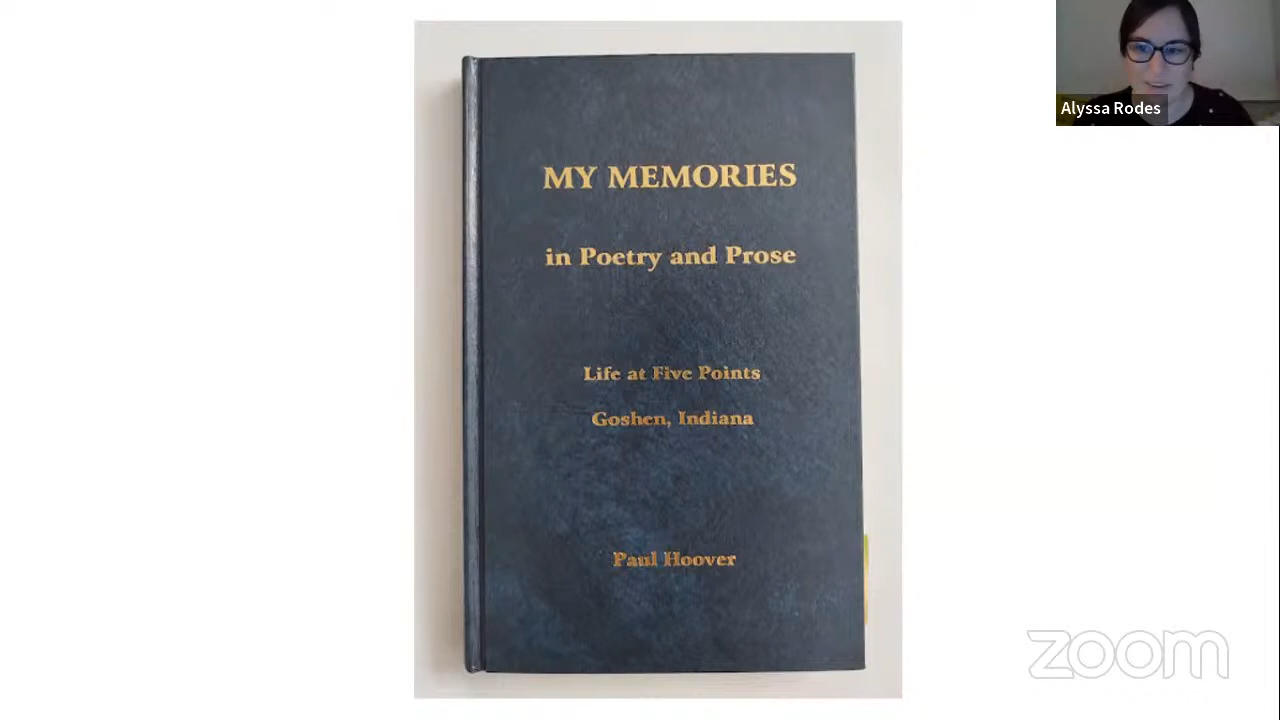 MY MEMORIES
in Poetry and Prose
Life at Five Points
Goshen, Indiana
Paul Hoover
Alyssa Rodes
zoom